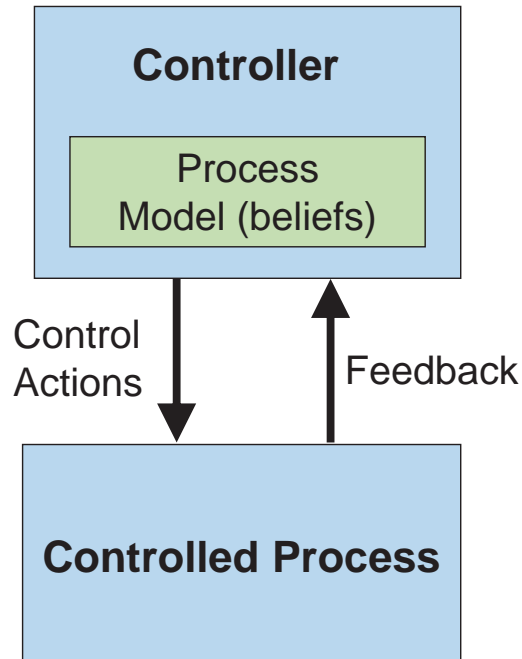 Controller
Process
Model (beliefs)
Control
Actions
Feedback
Controlled Process